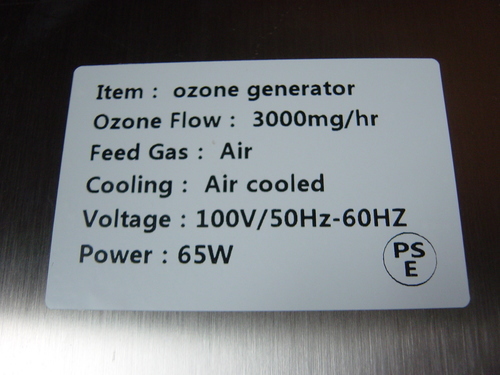 Item : ozone generator
Ozone Flow : 3000mg/hr
Feed Gas : Air
Cooling : Air cooled
Voltage : 100V/50Hz-60HZ
Power : 65W
PS
E